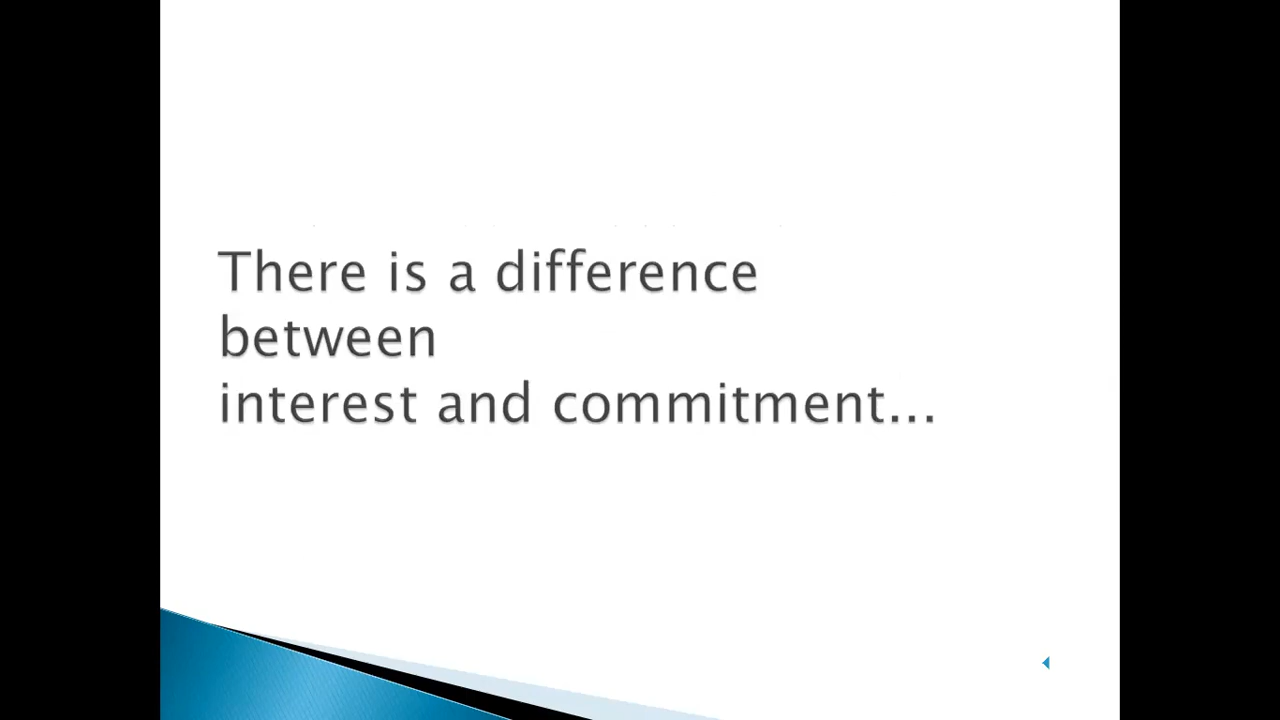 There is a difference
between
interest and commitment...